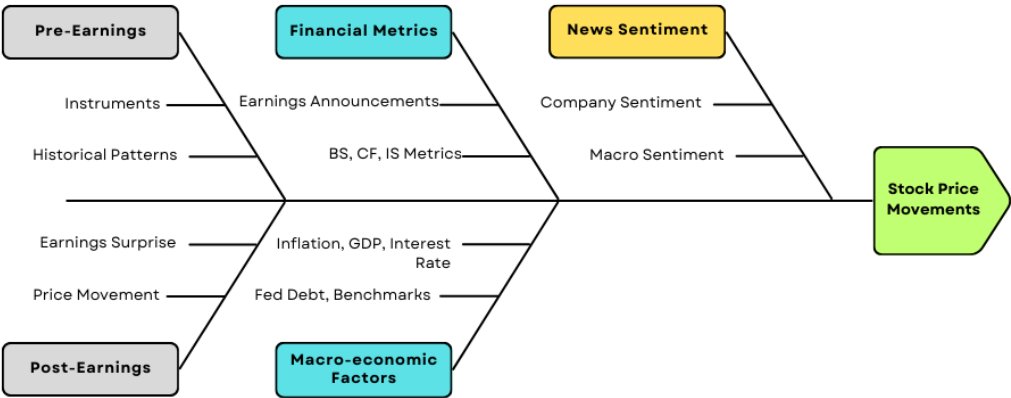 Pre-Earnings
Financial Metrics
News Sentiment
Instruments
Earnings Announcements
Company Sentiment
Historical Patterns
BS, CF, IS Metrics
Macro Sentiment
Stock Price
Movements
Earnings Surprise
Inflation, GDP, Interest
Rate
Price Movement
Fed Debt, Benchmarks
Post-Earnings
Macro-economic
Factors